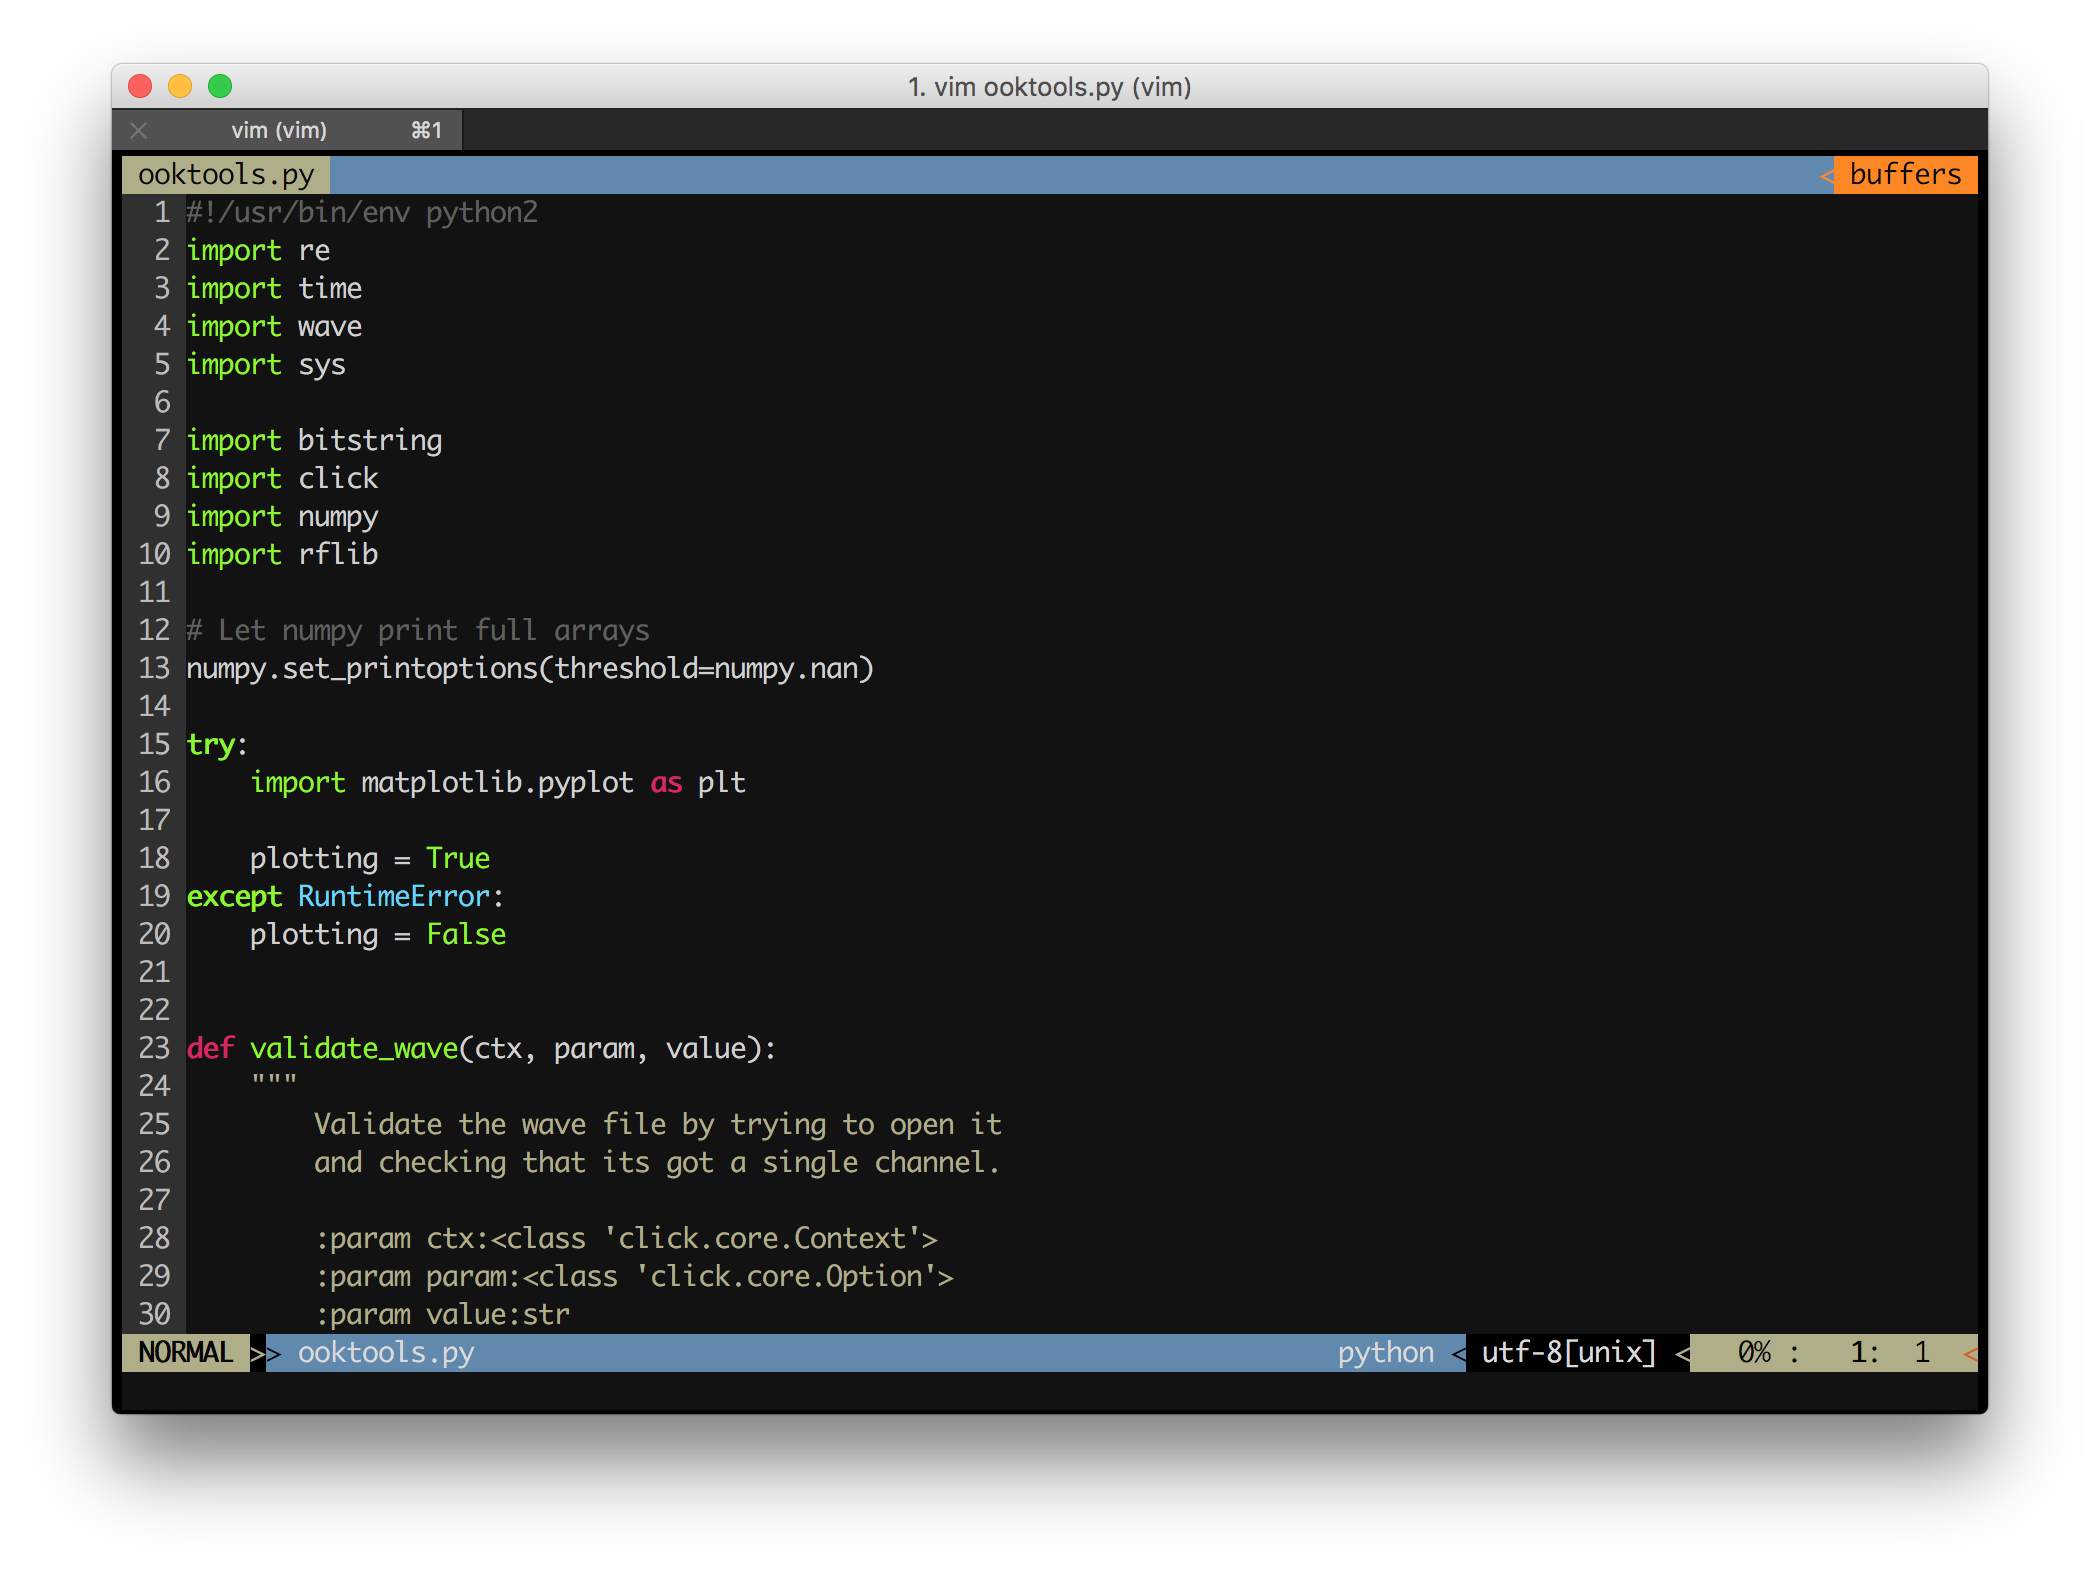 1. vim ooktools.py (vim)
vim (vim) ⌘1
ooktools.py < buffers
1 #!/usr/bin/env python2
2 import re
3 import time
4 import wave
5 import sys
6
7 import bitstring
8 import click
9 import numpy
10 import rflib
11
12 # Let numpy print full arrays
13 numpy.set_printoptions(threshold=numpy.nan)
14
15 try:
16     import matplotlib.pyplot as plt
17
18     plotting = True
19 except RuntimeError:
20     plotting = False
21
22
23 def validate_wave(ctx, param, value):
24     """
25         Validate the wave file by trying to open it
26         and checking that its got a single channel.
27
28         :param ctx:<class 'click.core.Context'>
29         :param param:<class 'click.core.Option'>
30         :param value:str
NORMAL >> ooktools.py python < utf-8[unix] < 0% : 1: 1 <